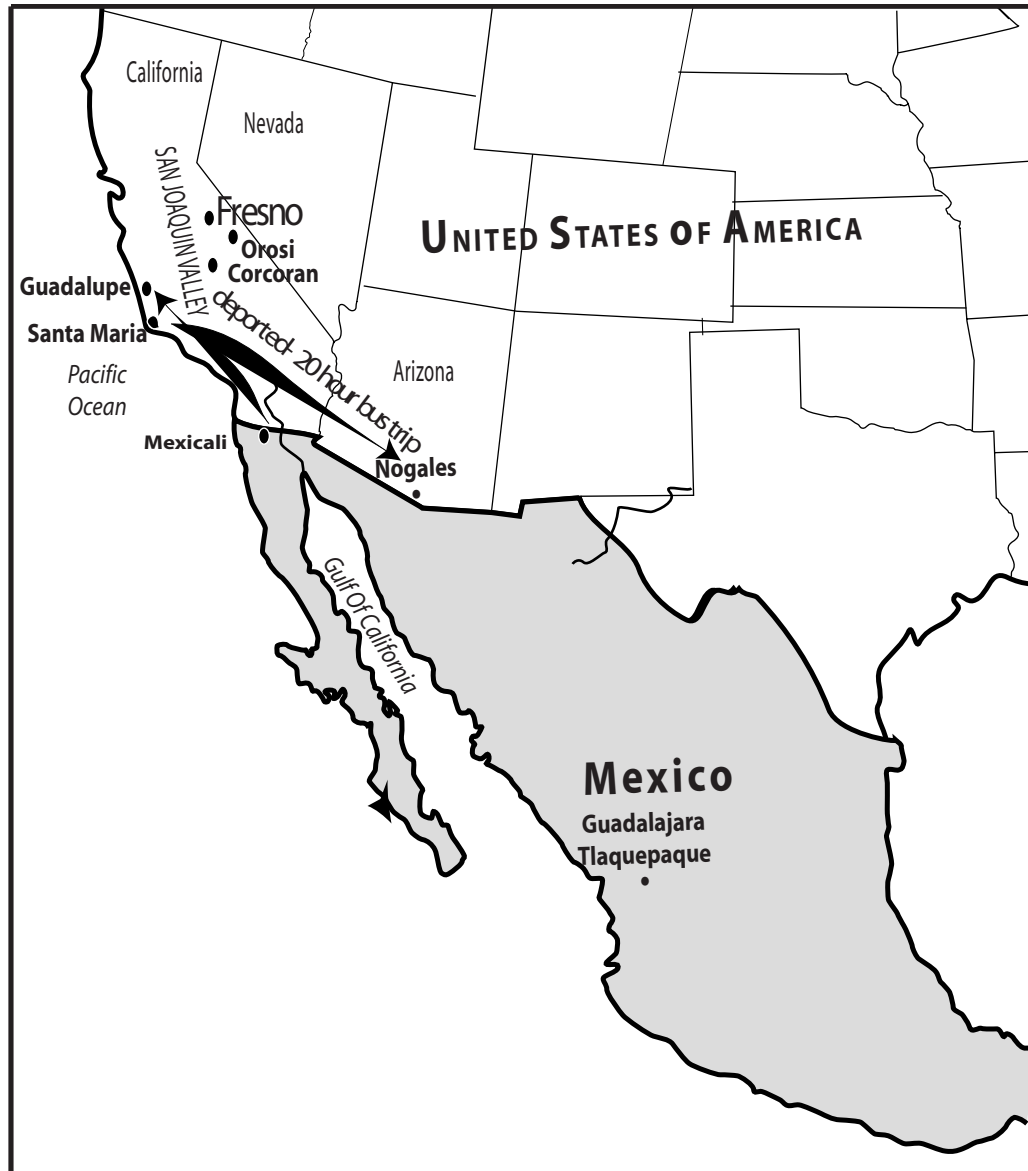 California
Nevada
SAN JOAQUIN VALLEY
Fresno
UNITED STATES OF AMERICA
Orosi
Corcoran
Guadalupe
deported- 20 hour bus trip
Santa Maria
Arizona
Pacific
Ocean
Mexicali
Nogales
Gulf Of California
Mexico
Guadalajara
Tlaquepaque